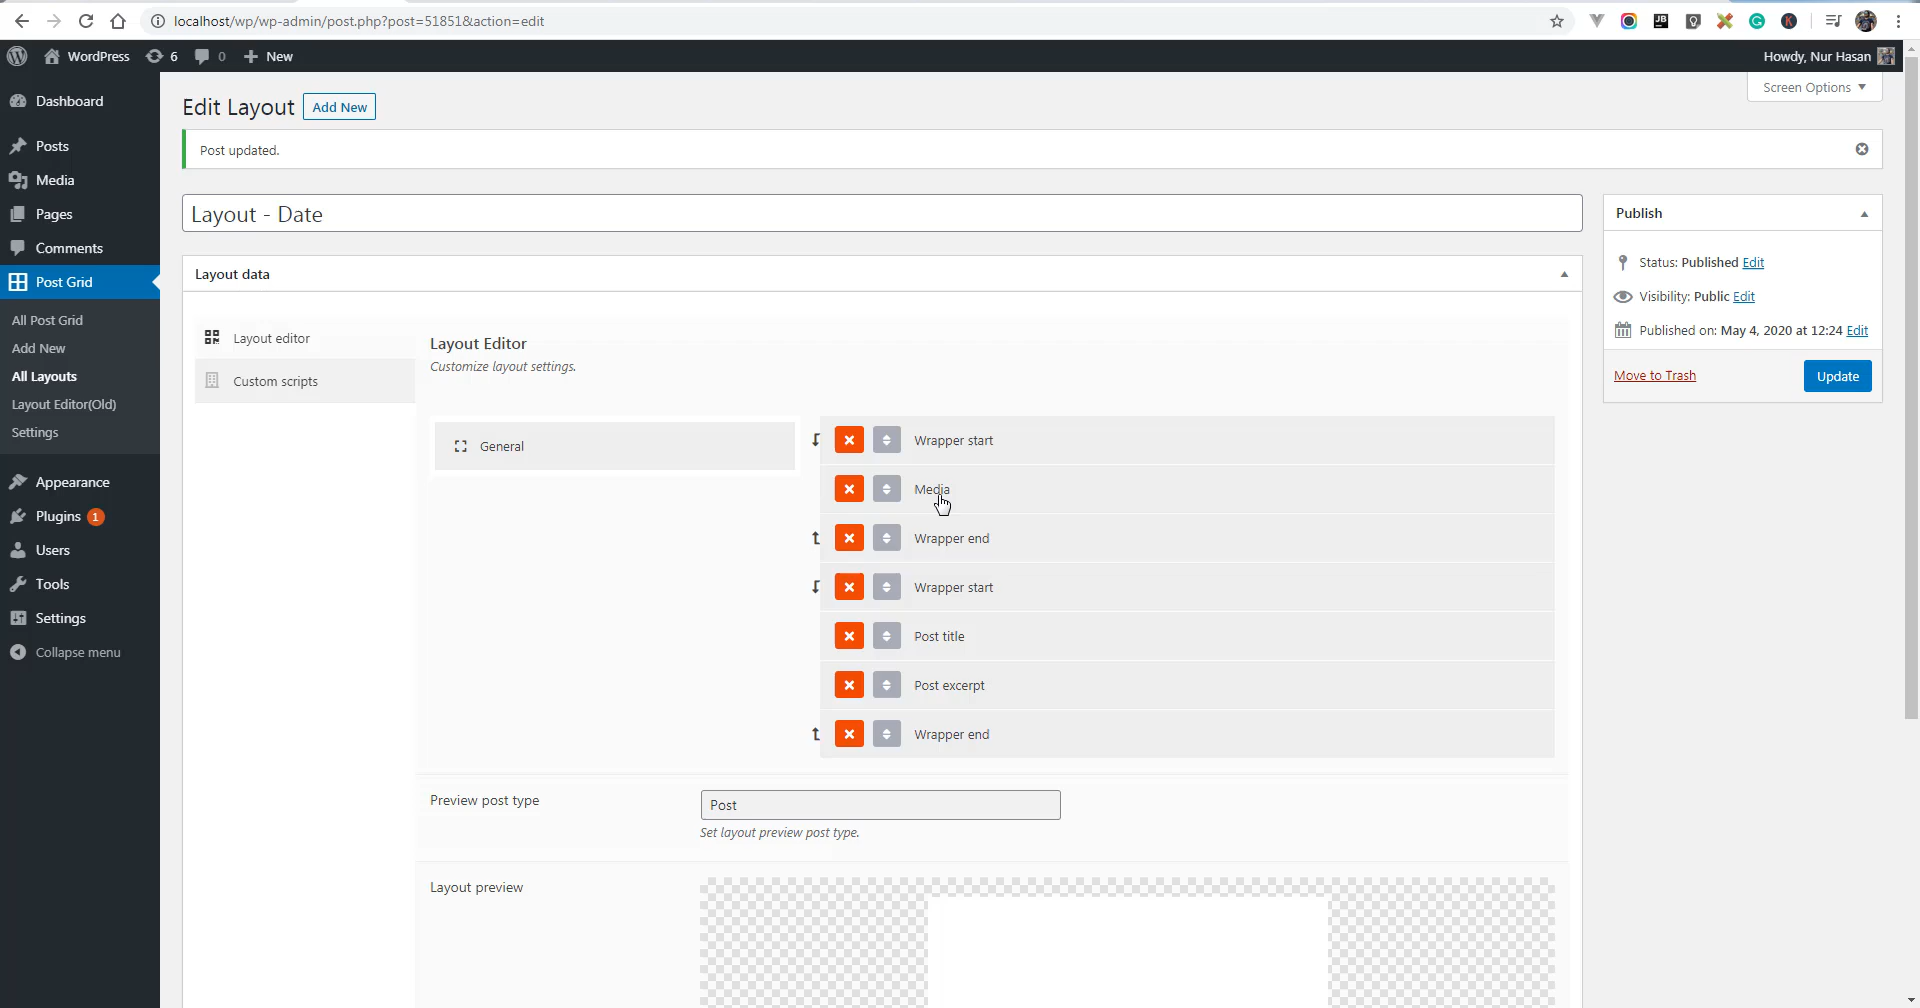 localhost/wp/wp-admin/post.php?post=51851&action=edit
WordPress 6 0 New
Howdy, Nur Hasan
Dashboard
Posts
Media
Pages
Comments
Post Grid
All Post Grid
Add New
All Layouts
Layout Editor(Old)
Settings
Appearance
Plugins 1
Users
Tools
Settings
Collapse menu
Screen Options
Edit Layout Add New
Post updated.
Layout - Date
Layout data
Layout editor
Custom scripts
Layout Editor
Customize layout settings.
General
Wrapper start
Media
Wrapper end
Wrapper start
Post title
Post excerpt
Wrapper end
Preview post type
Post
Set layout preview post type.
Layout preview
Publish
Status: Published Edit
Visibility: Public Edit
Published on: May 4, 2020 at 12:24 Edit
Move to Trash Update